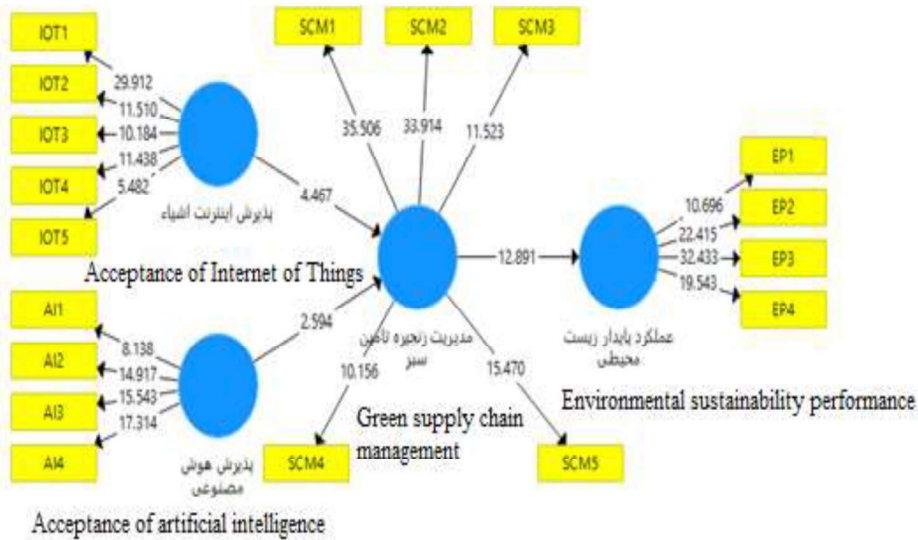 SCM1
SCM2
SCM3
IOT1
IOT2
IOT3
IOT4
IOT5
29.912
11.510
10.184
11.438
5.482
35.506
33.914
11.523
4.467
پذیرش اینترنت اشیاء
Acceptance of Internet of Things
EP1
EP2
EP3
EP4
10.696
22.415
32.433
19.543
12.891
2.594
مدیریت زنجیره تامین
سبز
عملکرد پایدار زیست
محیطی
AI1
AI2
AI3
AI4
8.138
14.917
15.543
17.314
10.156
15.470
Green supply chain
management
Environmental sustainability performance
پذیرش هوش
مصنوعی
SCM4
SCM5
Acceptance of artificial intelligence